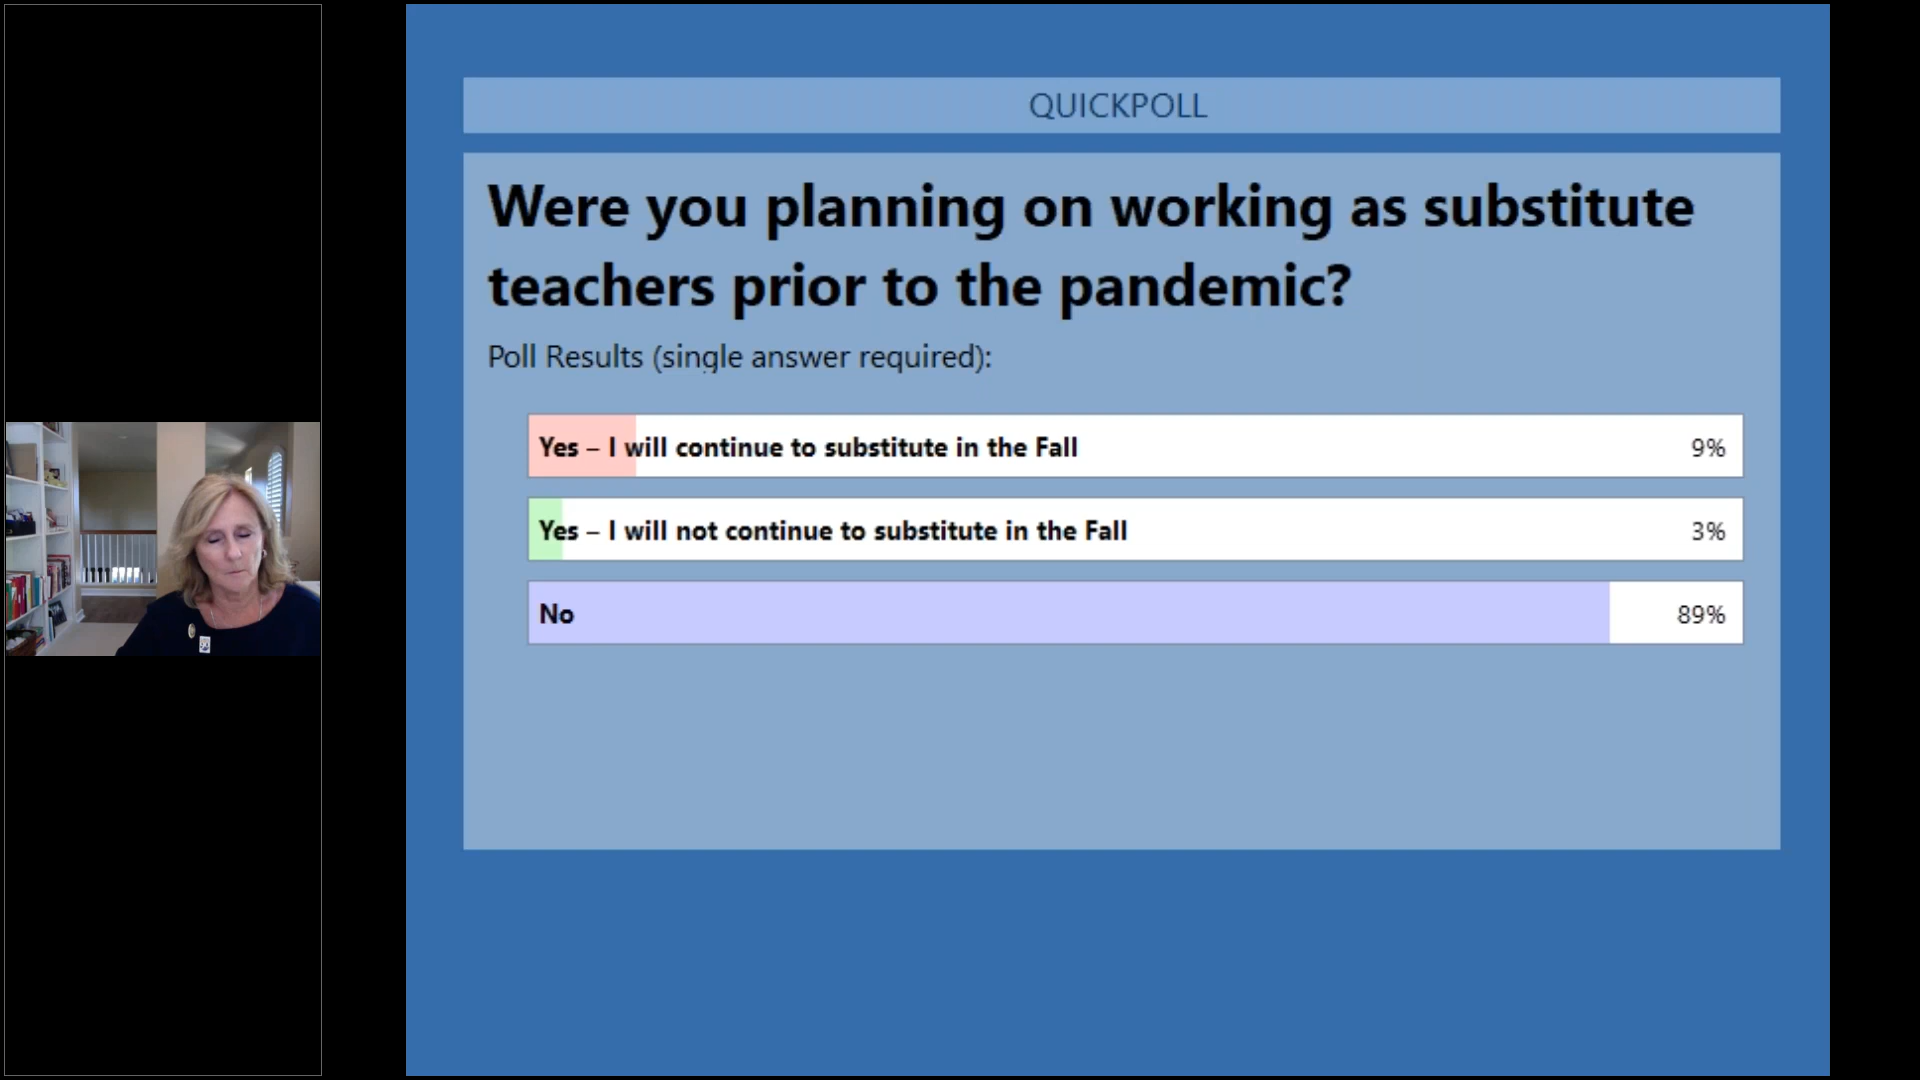 QUICKPOLL
Were you planning on working as substitute
teachers prior to the pandemic?
Poll Results (single answer required):
Yes – I will continue to substitute in the Fall 9%
Yes – I will not continue to substitute in the Fall 3%
No 89%